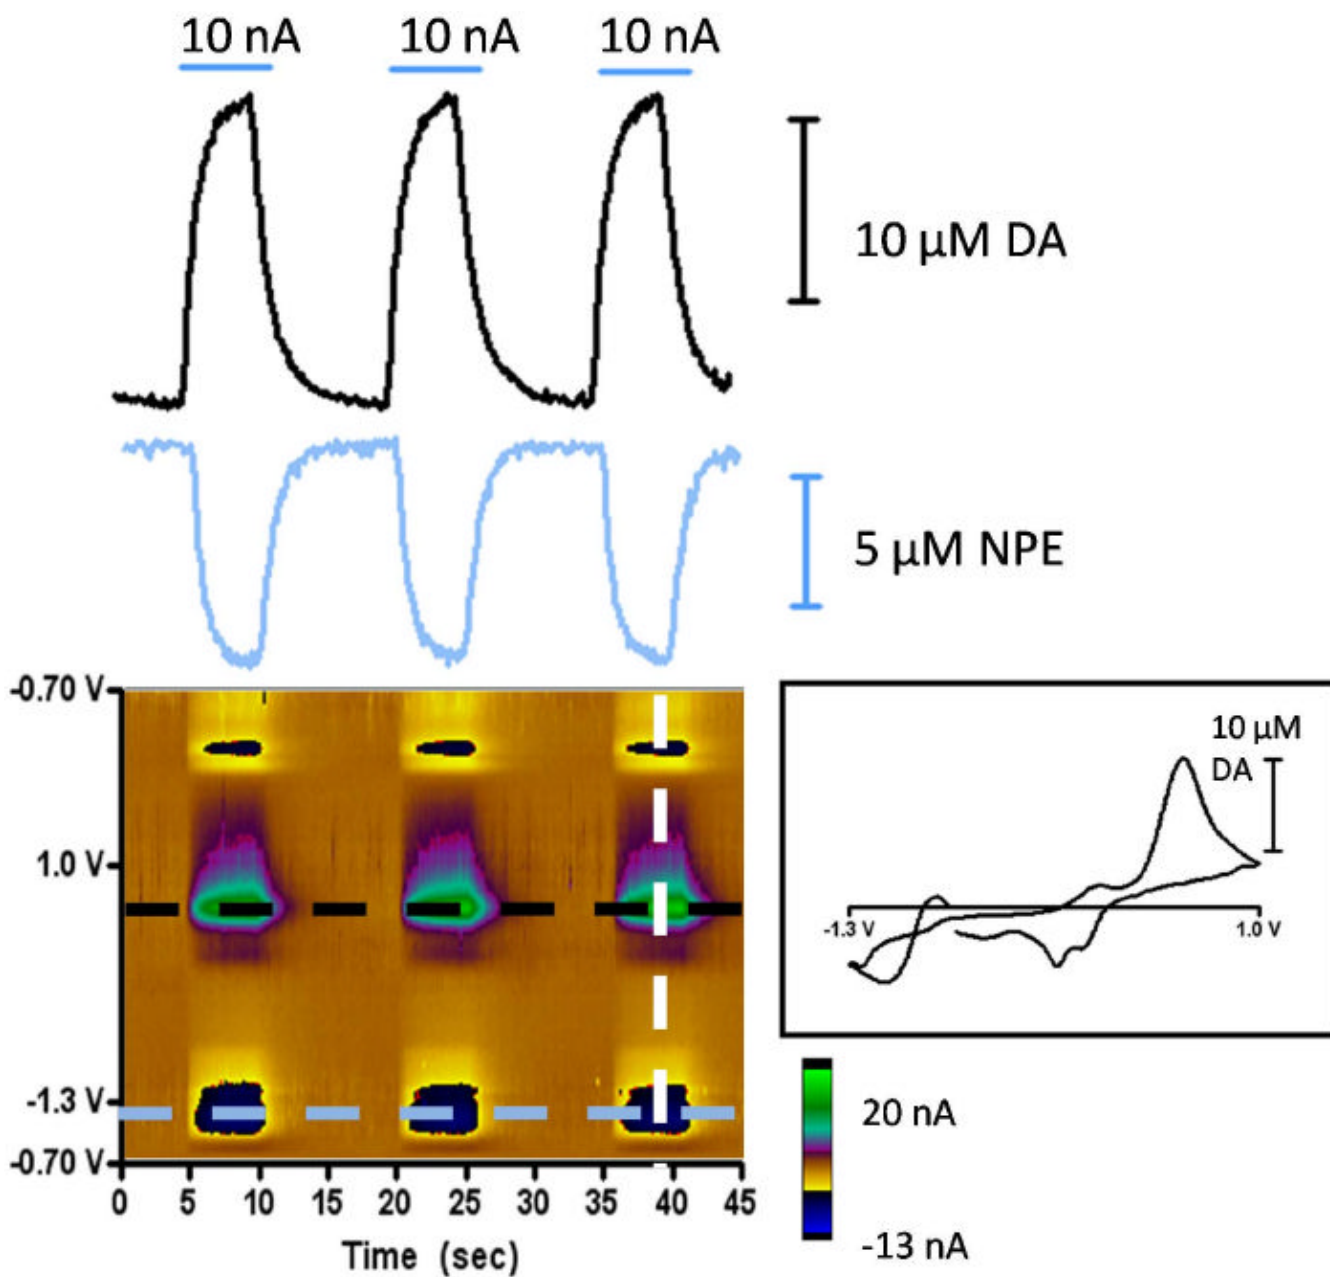 10 nA 10 nA 10 nA
10 μM DA
5 μM NPE
-0.70 V
1.0 V
-1.3 V
-0.70 V
0 5 10 15 20 25 30 35 40 45
Time (sec)
10 μM
DA
-1.3 V 1.0 V
20 nA
-13 nA